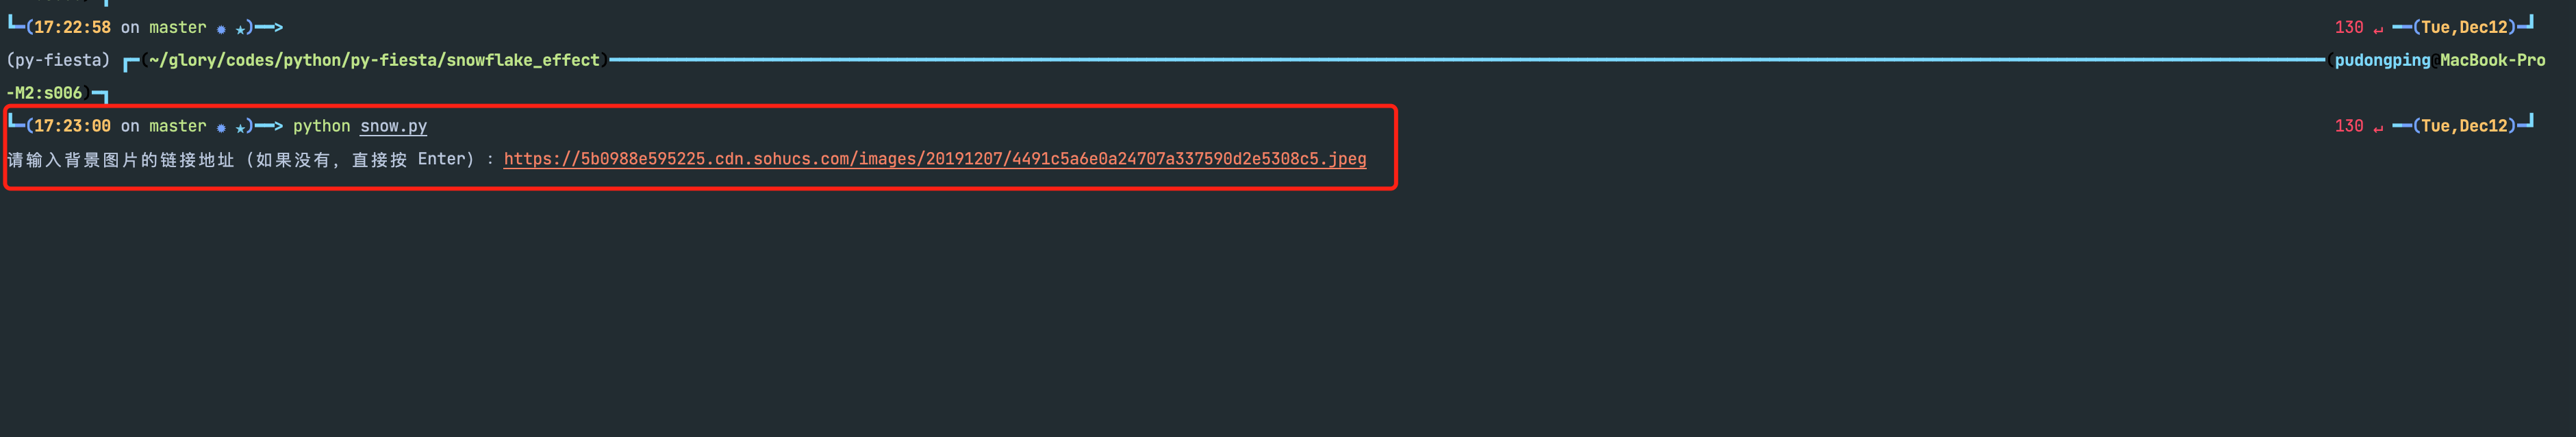 (17:22:58 on master ✹ ★)──> 130 ↵ ──(Tue,Dec12)─┘
(py-fiesta) ┌─(~/glory/codes/python/py-fiesta/snowflake_effect)──(pudongping@MacBook-Pro
-M2:s006)─┐
└─(17:23:00 on master ✹ ★)──> python snow.py 130 ↵ ──(Tue,Dec12)─┘
请输入背景图片的链接地址（如果没有，直接按 Enter）: https://5b0988e595225.cdn.sohucs.com/images/20191207/4491c5a6e0a24707a337590d2e5308c5.jpeg